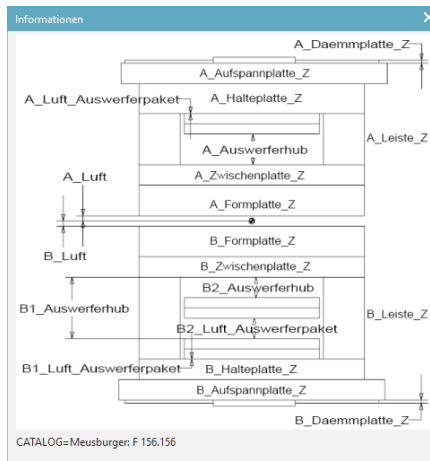 Informationen
A_Daemmplatte_Z
A_Aufspannplatte_Z
A_Luft_Auswerferpaket
A_Halteplatte_Z
A_Leiste_Z
A_Auswerferhub
A_Zwischenplatte_Z
A_Luft
A_Formplatte_Z
B_Formplatte_Z
B_Luft
B_Zwischenplatte_Z
B2_Auswerferhub
B1_Auswerferhub
B_Leiste_Z
B2_Luft_Auswerferpaket
B1_Luft_Auswerferpaket
B_Halteplatte_Z
B_Aufspannplatte_Z
B_Daemmplatte_Z
CATALOG=Meusburger: F 156.156